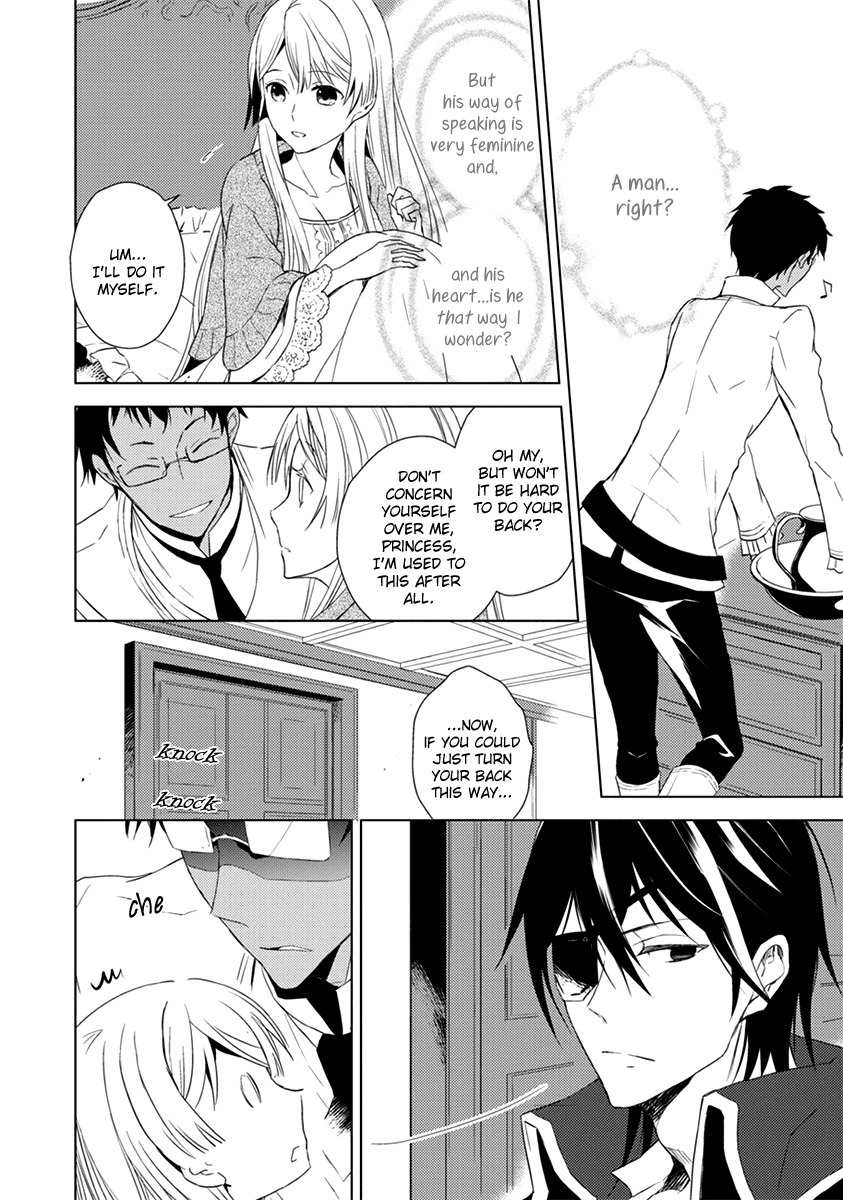 A man...
right?
But
his way of
speaking is
very feminine
and,
and his
heart...is he
that way I
wonder?
UM...
I'LL DO IT
MYSELF.
OH MY,
BUT WON'T
IT BE HARD
TO DO YOUR
BACK?
DON'T
CONCERN
YOURSELF
OVER ME,
PRINCESS,
I'M USED TO
THIS AFTER
ALL.
...NOW,
IF YOU COULD
JUST TURN
YOUR BACK
THIS WAY...
knock
knock
che